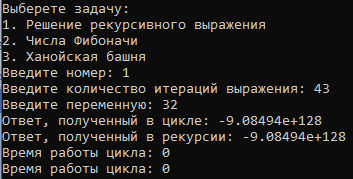 Выберете задачу:
1. Решение рекурсивного выражения
2. Числа Фибоначи
3. Ханойская башня
Введите номер: 1
Введите количество итераций выражения: 43
Введите переменную: 32
Ответ, полученный в цикле: -9.08494e+128
Ответ, полученный в рекурсии: -9.08494e+128
Время работы цикла: 0
Время работы цикла: 0